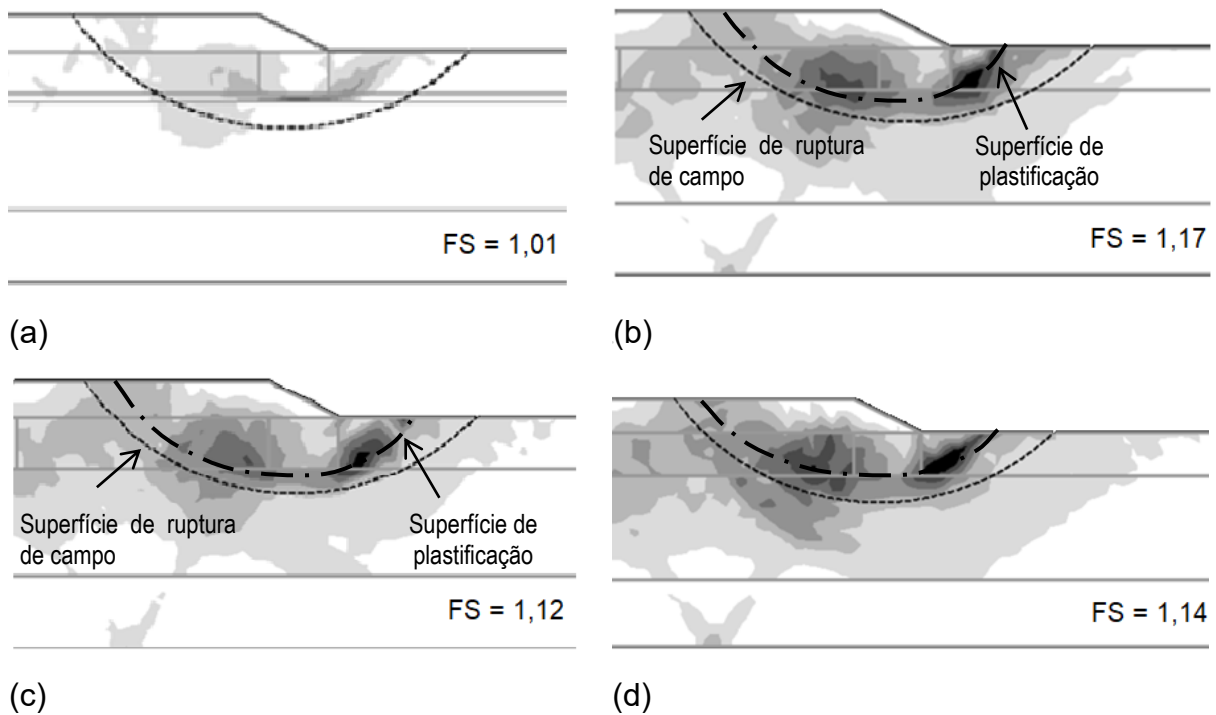 FS = 1,01
(a)
Superfície de ruptura
de campo
Superfície de
plastificação
FS = 1,17
(b)
Superfície de ruptura
de campo
Superfície de
plastificação
FS = 1,12
(c)
FS = 1,14
(d)